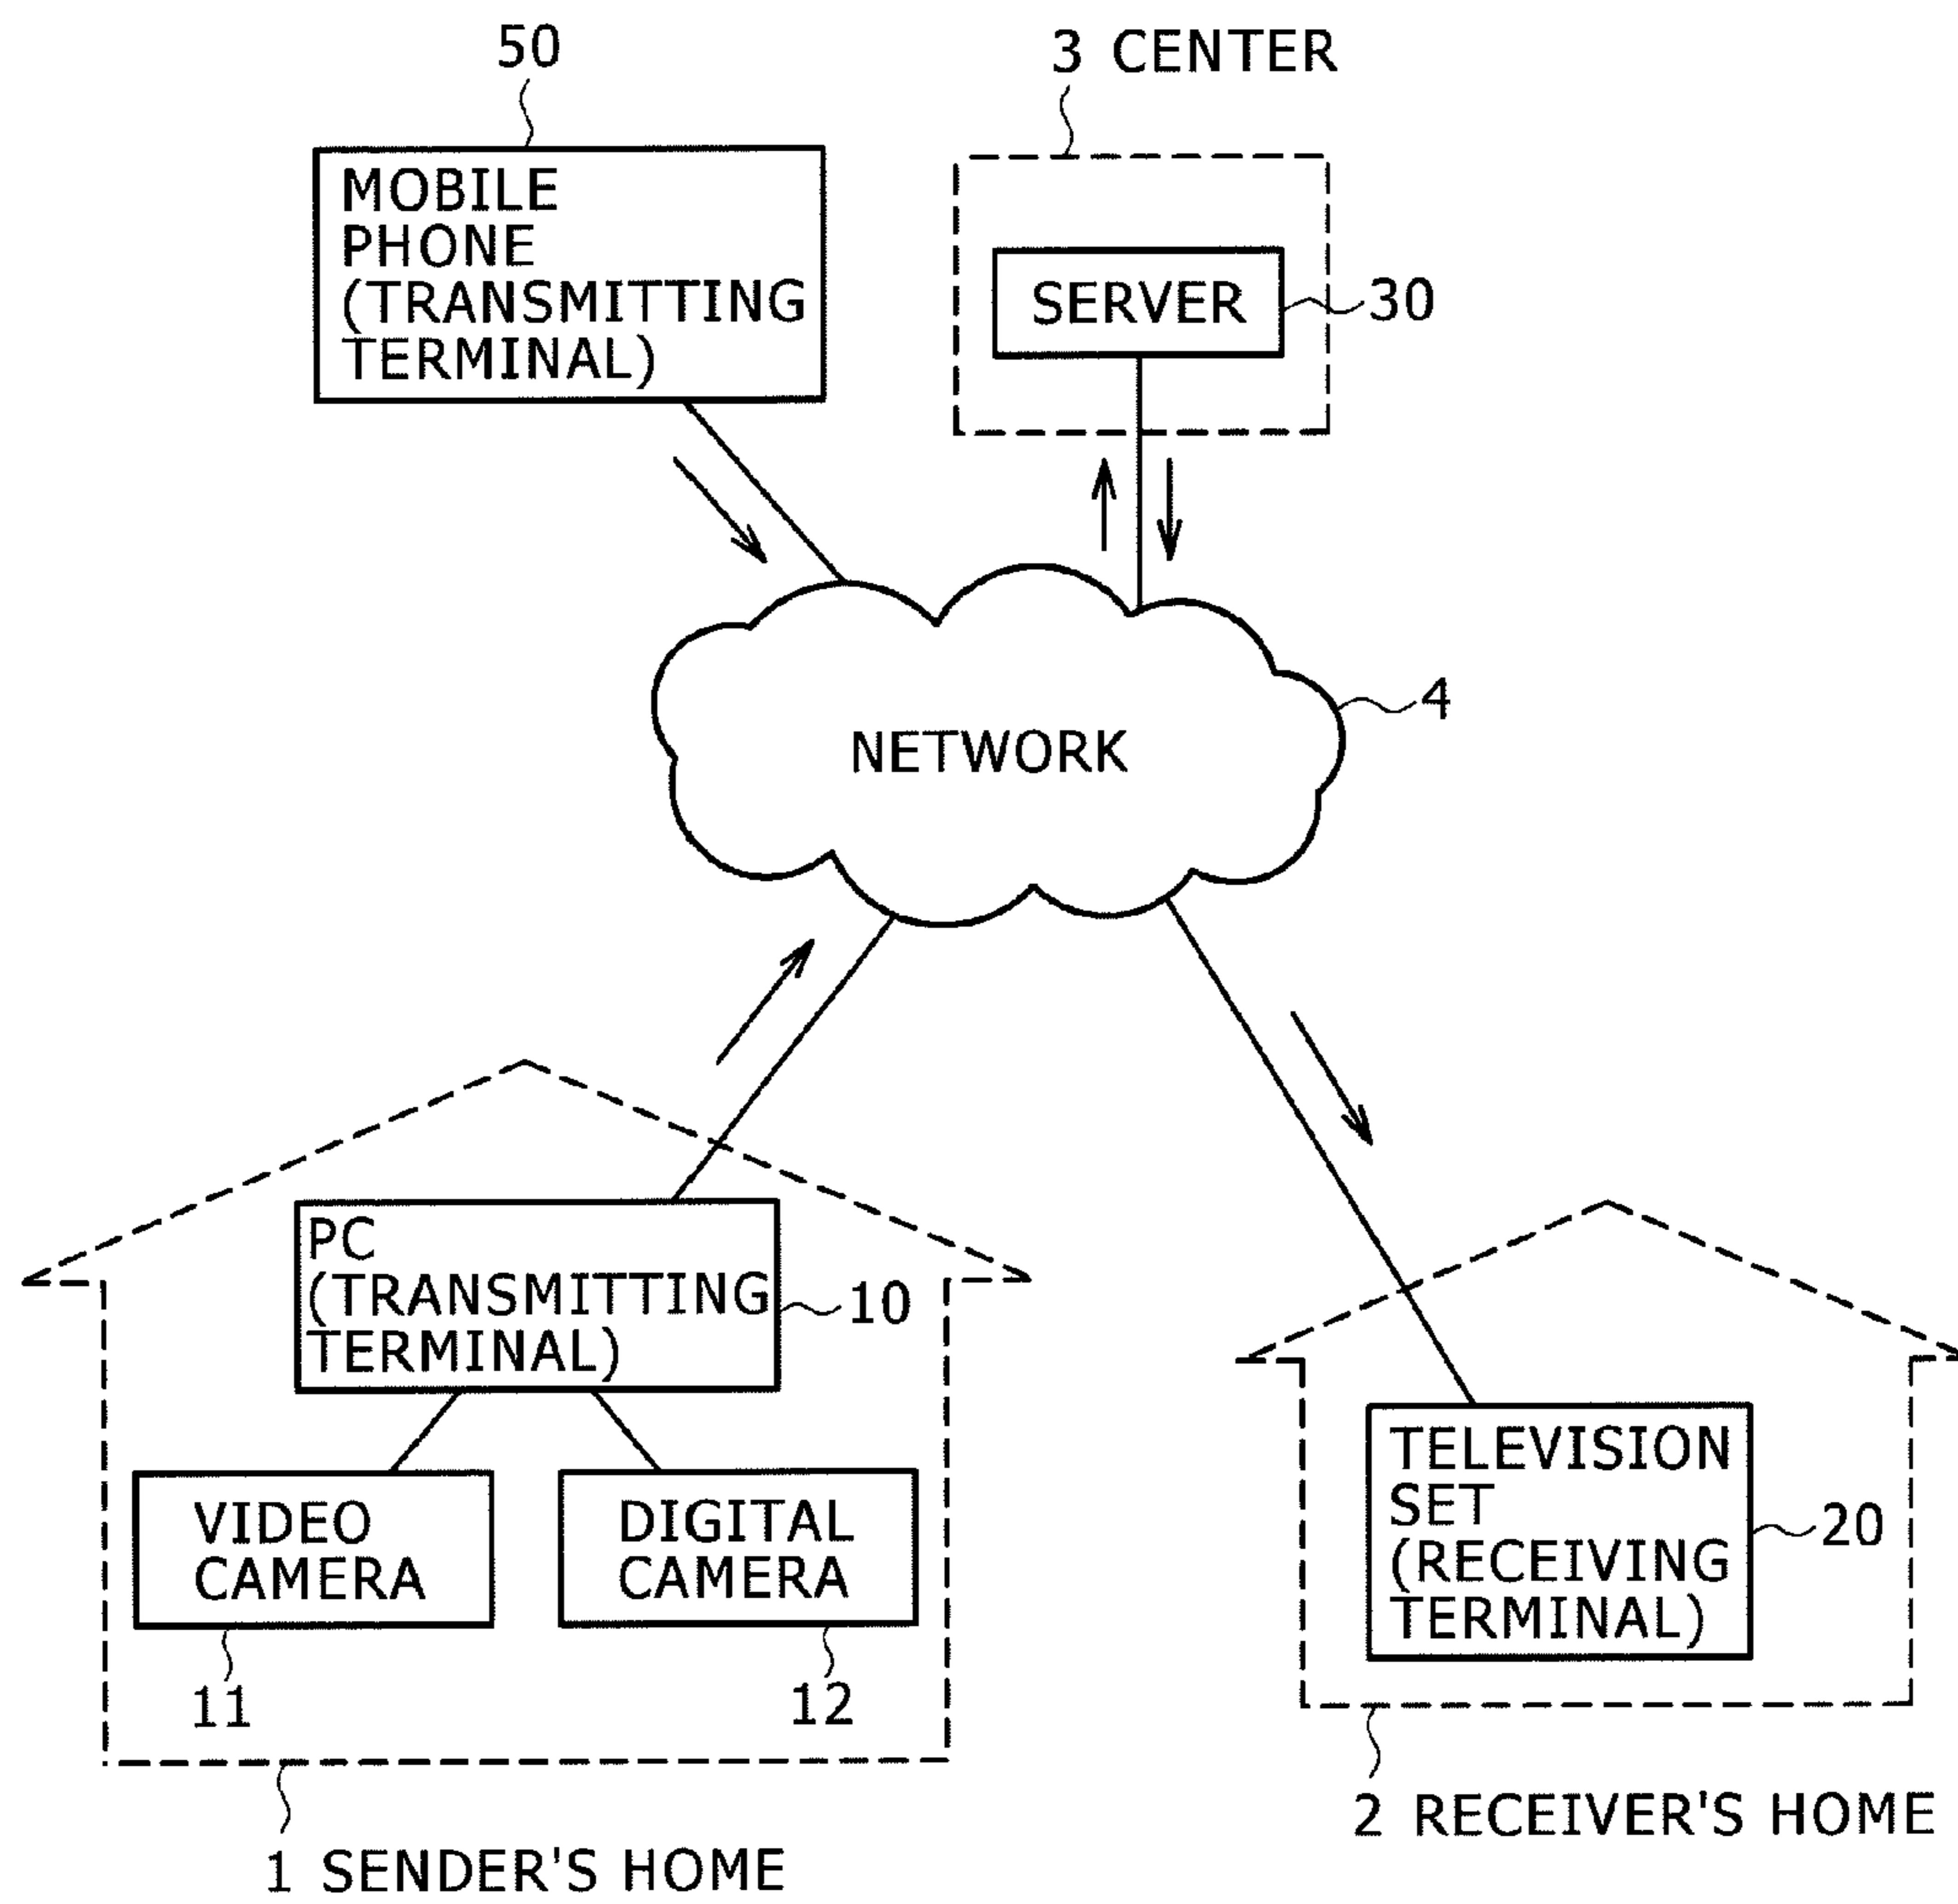 50
3 CENTER
MOBILE
PHONE
(TRANSMITTING
TERMINAL)
SERVER
30
4
NETWORK
PC
(TRANSMITTING
TERMINAL)
10
VIDEO
CAMERA
DIGITAL
CAMERA
11
12
TELEVISION
SET
(RECEIVING
TERMINAL)
20
2 RECEIVER'S HOME
1 SENDER'S HOME